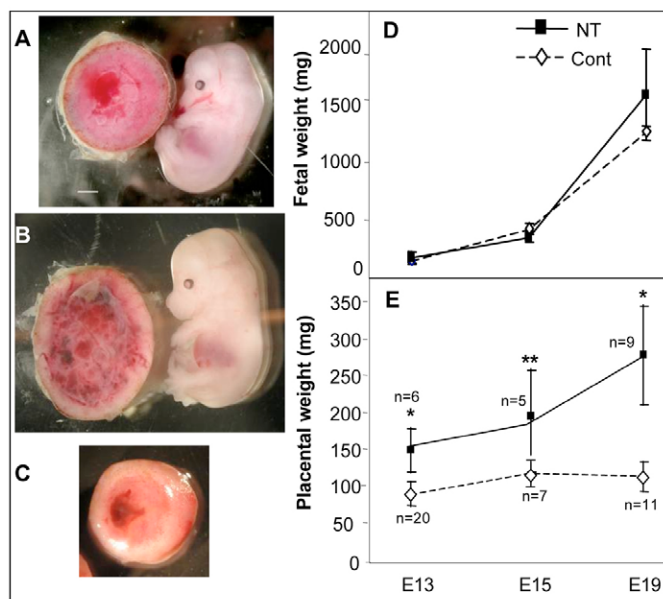 A
B
C
D
NT
Cont
Fetal weight (mg)
2000
1500
1000
500
0
E
Placental weight (mg)
350
300
250
200
150
100
50
0
n=6
*
n=20
**
n=5
n=7
*
n=9
n=11
E13
E15
E19